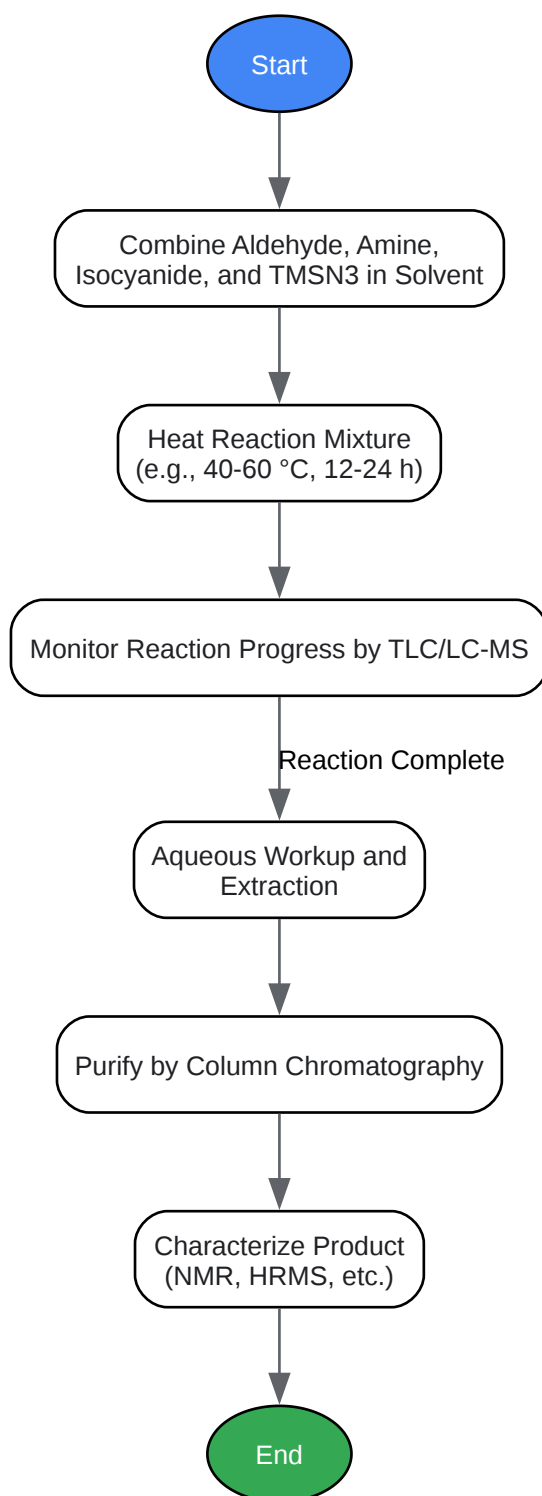 Start
Combine Aldehyde, Amine,
Isocyanide, and TMSN3 in Solvent
Heat Reaction Mixture
(e.g., 40-60 °C, 12-24 h)
Monitor Reaction Progress by TLC/LC-MS
Reaction Complete
Aqueous Workup and
Extraction
Purify by Column Chromatography
Characterize Product
(NMR, HRMS, etc.)
End